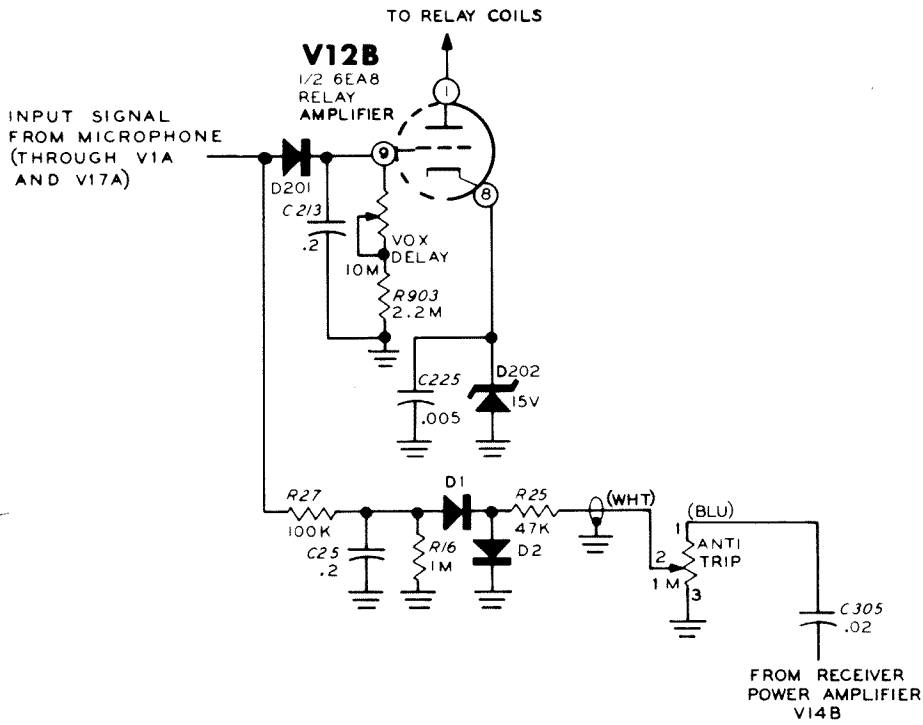 TO RELAY COILS
V12B
1/2 6EA8
RELAY
AMPLIFIER
1
INPUT SIGNAL
FROM MICROPHONE
(THROUGH V1A
AND V17A)
9
D201
8
C213
.2
VOX
DELAY
10M
R903
2.2M
C225
.005
D202
15V
D1
R27
100K
R25
47K
(WHT)
1
(BLU)
C25
.2
R16
1M
D2
2
ANTI
TRIP
1M
3
C305
.02
FROM RECEIVER
POWER AMPLIFIER
V14B